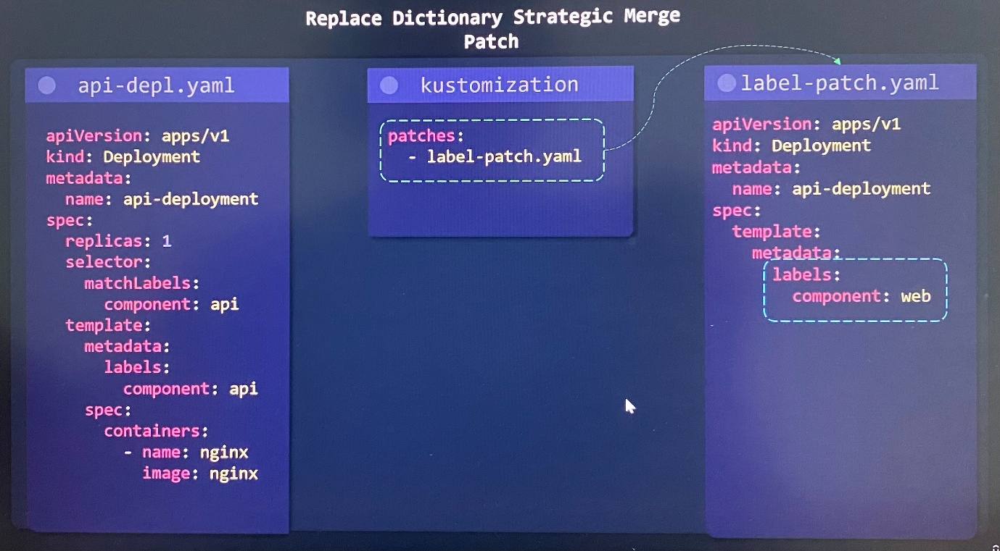 Replace Dictionary Strategic Merge
Patch
api-depl.yaml
apiVersion: apps/v1
kind: Deployment
metadata:
  name: api-deployment
spec:
  replicas: 1
  selector:
    matchLabels:
      component: api
  template:
    metadata:
      labels:
        component: api
    spec:
      containers:
        - name: nginx
          image: nginx
kustomization
patches:
  - label-patch.yaml
label-patch.yaml
apiVersion: apps/v1
kind: Deployment
metadata:
  name: api-deployment
spec:
  template:
    metadata:
      labels:
        component: web